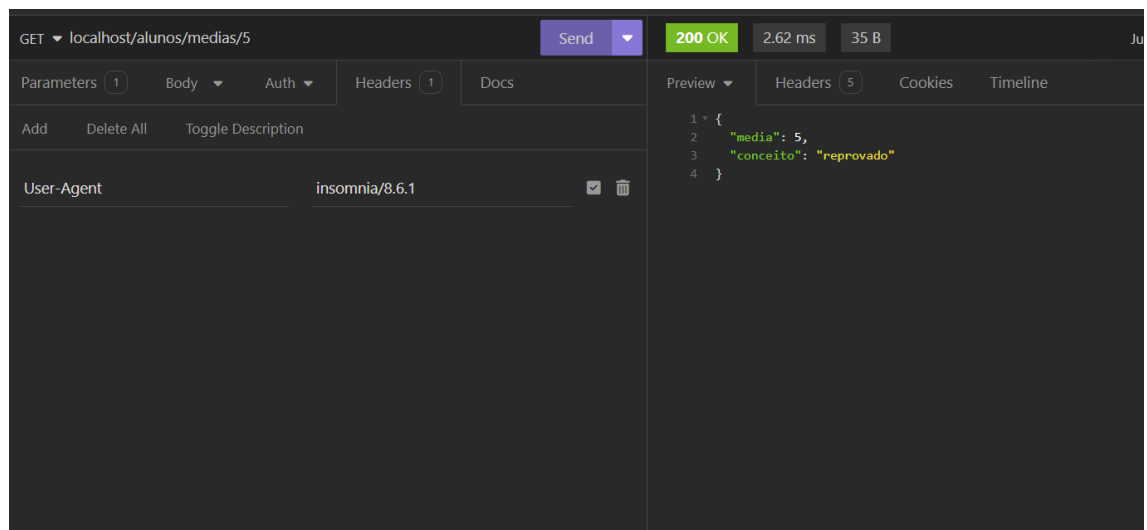 GET localhost/alunos/medias/5 Send
Parameters 1 Body Auth Headers 1 Docs
Add Delete All Toggle Description
User-Agent insomnia/8.6.1
200 OK 2.62 ms 35 B Ju
Preview Headers 5 Cookies Timeline
1 {
2 "media": 5,
3 "conceito": "reprovado"
4 }